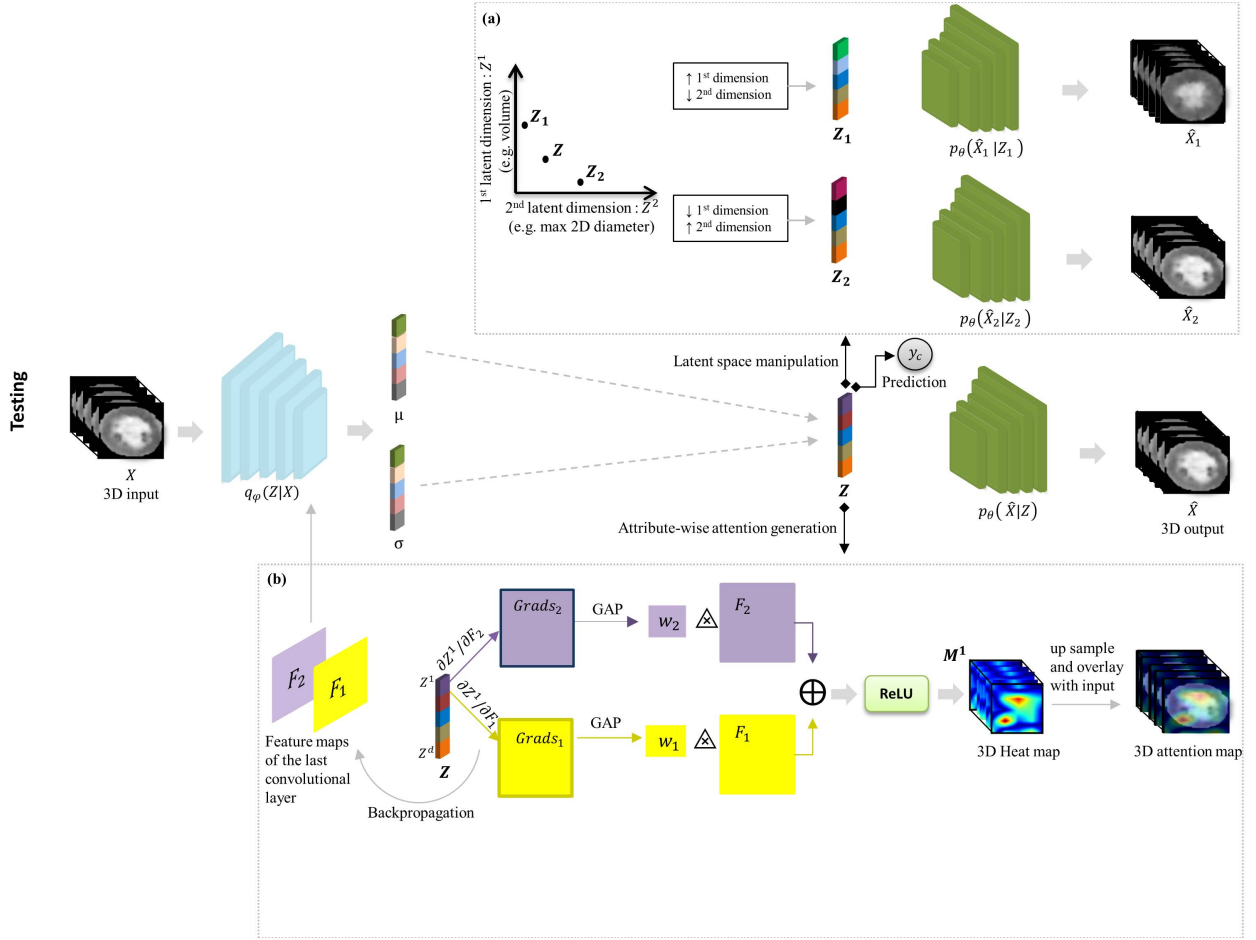 (a)
1st latent dimension : Z¹
(e.g. volume)
Z₁
Z
Z₂
2nd latent dimension : Z²
(e.g. max 2D diameter)
↑ 1st dimension
↓ 2nd dimension
Z₁
pθ(X̂₁ |Z₁ )
X̂₁
↓ 1st dimension
↑ 2nd dimension
Z₂
pθ(X̂₂|Z₂)
X̂₂
Testing
X
3D input
qφ(Z|X)
μ
σ
Latent space manipulation
y_c
Prediction
Z
Attribute-wise attention generation
pθ( X̂|Z)
X̂
3D output
(b)
F₂
F₁
Feature maps
of the last
convolutional
layer
Backpropagation
Z¹
Zᵈ
Z
∂Z¹/∂F₂
∂Z¹/∂F₁
Grads₂
GAP
w₂
F₂
Grads₁
GAP
w₁
F₁
ReLU
M¹
3D Heat map
up sample
and overlay
with input
3D attention map